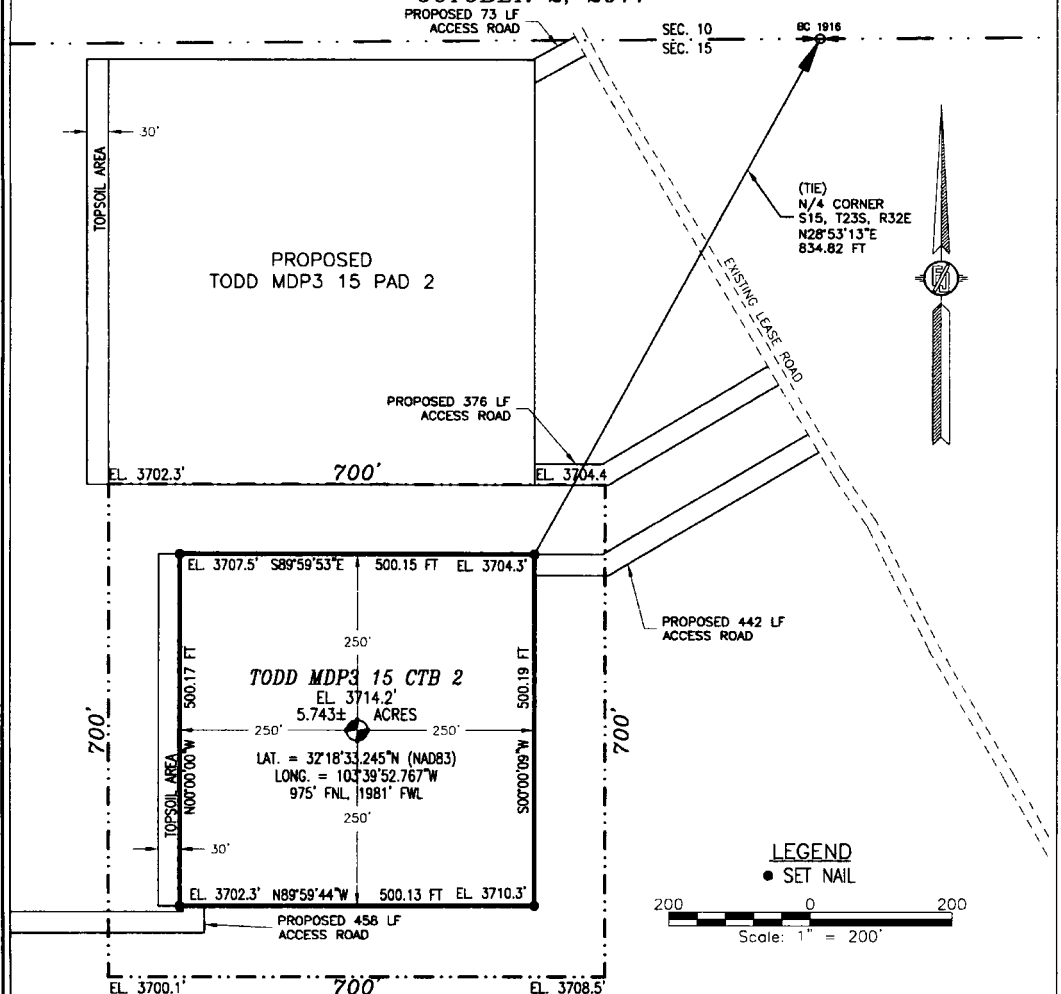 PROPOSED 73 LF
ACCESS ROAD
SEC. 10
SEC. 15
BC 1916
30'
TOPSOIL AREA
(TIE)
N/4 CORNER
S15, T23S, R32E
N28°53'13"E
834.82 FT
PROPOSED
TODD MDP3 15 PAD 2
EXISTING LEASE ROAD
PROPOSED 376 LF
ACCESS ROAD
EL. 3702.3'
700'
EL. 3704.4
EL. 3707.5' S89°59'53"E 500.15 FT EL. 3704.3'
PROPOSED 442 LF
ACCESS ROAD
250'
500.17 FT
500.19 FT
TODD MDP3 15 CTB 2
EL. 3714.2'
5.743± ACRES
250'
250'
700'
700'
LAT. = 32°18'33.245"N (NAD83)
LONG. = 103°39'52.767"W
975' FNL, 1981' FWL
N00°00'00"W
S00°00'09"W
TOPSOIL AREA
250'
30'
LEGEND
SET NAIL
EL. 3702.3' N89°59'44"W 500.13 FT EL. 3710.3'
200 0 200
Scale: 1" = 200'
PROPOSED 458 LF
ACCESS ROAD
EL. 3700.1'
700'
EL. 3708.5'